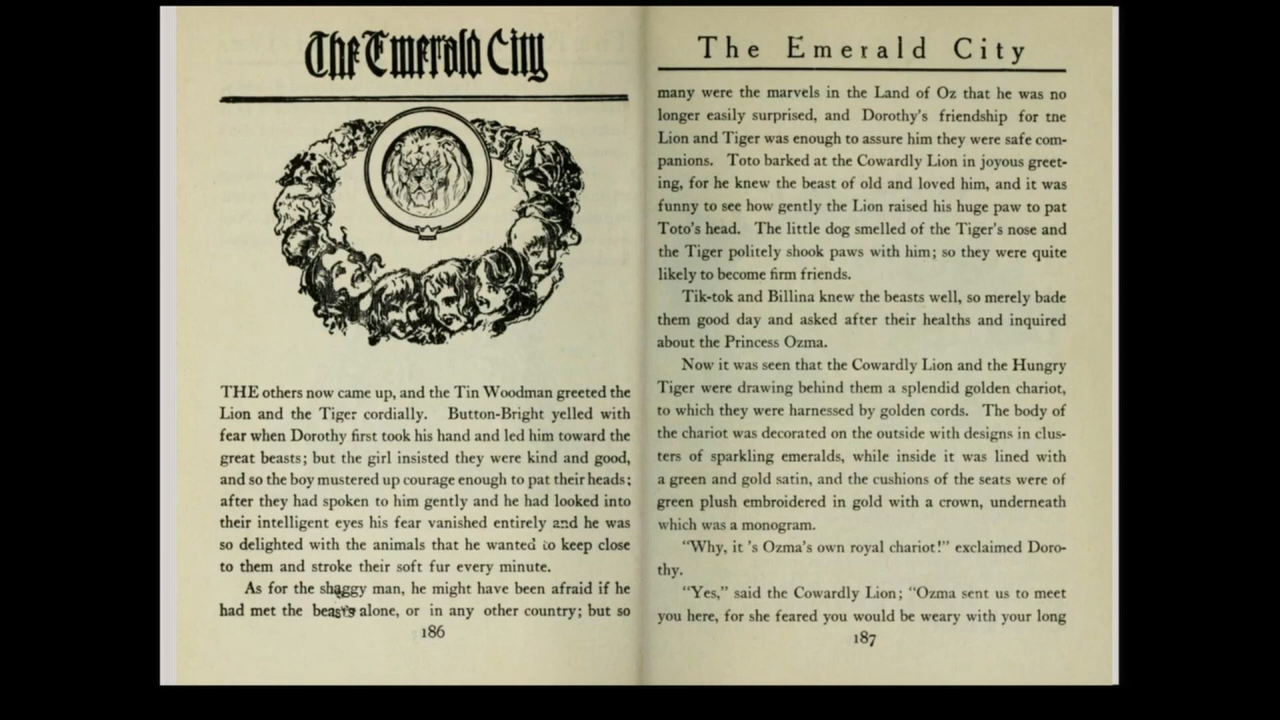 The Emerald City
THE others now came up, and the Tin Woodman greeted the
Lion and the Tiger cordially. Button-Bright yelled with
fear when Dorothy first took his hand and led him toward the
great beasts; but the girl insisted they were kind and good,
and so the boy mustered up courage enough to pat their heads;
after they had spoken to him gently and he had looked into
their intelligent eyes his fear vanished entirely and he was
so delighted with the animals that he wanted to keep close
to them and stroke their soft fur every minute.
As for the shaggy man, he might have been afraid if he
had met the beasts alone, or in any other country; but so
186
The Emerald City
many were the marvels in the Land of Oz that he was no
longer easily surprised, and Dorothy's friendship for the
Lion and Tiger was enough to assure him they were safe com-
panions. Toto barked at the Cowardly Lion in joyous greet-
ing, for he knew the beast of old and loved him, and it was
funny to see how gently the Lion raised his huge paw to pat
Toto's head. The little dog smelled of the Tiger's nose and
the Tiger politely shook paws with him; so they were quite
likely to become firm friends.
Tik-tok and Billina knew the beasts well, so merely bade
them good day and asked after their healths and inquired
about the Princess Ozma.
Now it was seen that the Cowardly Lion and the Hungry
Tiger were drawing behind them a splendid golden chariot,
to which they were harnessed by golden cords. The body of
the chariot was decorated on the outside with designs in clus-
ters of sparkling emeralds, while inside it was lined with
a green and gold satin, and the cushions of the seats were of
green plush embroidered in gold with a crown, underneath
which was a monogram.
"Why, it 's Ozma's own royal chariot!" exclaimed Doro-
thy.
"Yes," said the Cowardly Lion; "Ozma sent us to meet
you here, for she feared you would be weary with your long
187